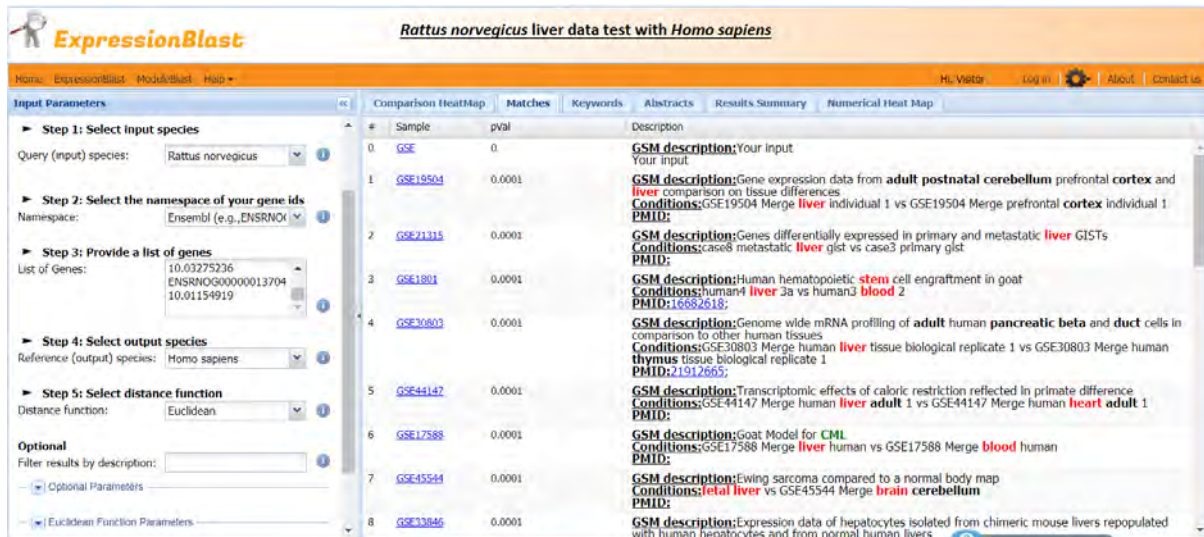 Rattus norvegicus liver data test with Homo sapiens
ExpressionBlast
Home ExpressionBlast ModuleBlast Help
Hi, Visitor Log in About Contact us
Input Parameters
Step 1: Select input species
Query (input) species: Rattus norvegicus
Step 2: Select the namespace of your gene ids
Namespace: Ensembl (e.g.,ENSRNO(
Step 3: Provide a list of genes
List of Genes: 10.03275236
ENSRNOG00000013704
10.01154919
Step 4: Select output species
Reference (output) species: Homo sapiens
Step 5: Select distance function
Distance function: Euclidean
Optional
Filter results by description:
Optional Parameters
Euclidean Function Parameters
Comparison HeatMap Matches Keywords Abstracts Results Summary Numerical Heat Map
# Sample pVal Description
0 GSE 0 GSM description:Your input
Your input
1 GSE19504 0.0001 GSM description:Gene expression data from adult postnatal cerebellum prefrontal cortex and
liver comparison on tissue differences
Conditions:GSE19504 Merge liver individual 1 vs GSE19504 Merge prefrontal cortex individual 1
PMID:
2 GSE21315 0.0001 GSM description:Genes differentially expressed in primary and metastatic liver GISTs
Conditions:case8 metastatic liver gist vs case3 primary gist
PMID:
3 GSE1801 0.0001 GSM description:Human hematopoietic stem cell engraftment in goat
Conditions:human4 liver 3a vs human3 blood 2
PMID:16682618;
4 GSE30803 0.0001 GSM description:Genome wide mRNA profiling of adult human pancreatic beta and duct cells in
comparison to other human tissues
Conditions:GSE30803 Merge human liver tissue biological replicate 1 vs GSE30803 Merge human
thymus tissue biological replicate 1
PMID:21912665;
5 GSE44147 0.0001 GSM description:Transcriptomic effects of caloric restriction reflected in primate difference
Conditions:GSE44147 Merge human liver adult 1 vs GSE44147 Merge human heart adult 1
PMID:
6 GSE17588 0.0001 GSM description:Goat Model for CML
Conditions:GSE17588 Merge liver human vs GSE17588 Merge blood human
PMID:
7 GSE45544 0.0001 GSM description:Ewing sarcoma compared to a normal body map
Conditions:fetal liver vs GSE45544 Merge brain cerebellum
PMID:
8 GSE33846 0.0001 GSM description:Expression data of hepatocytes isolated from chimeric mouse livers repopulated
with human hepatocytes and from normal human livers